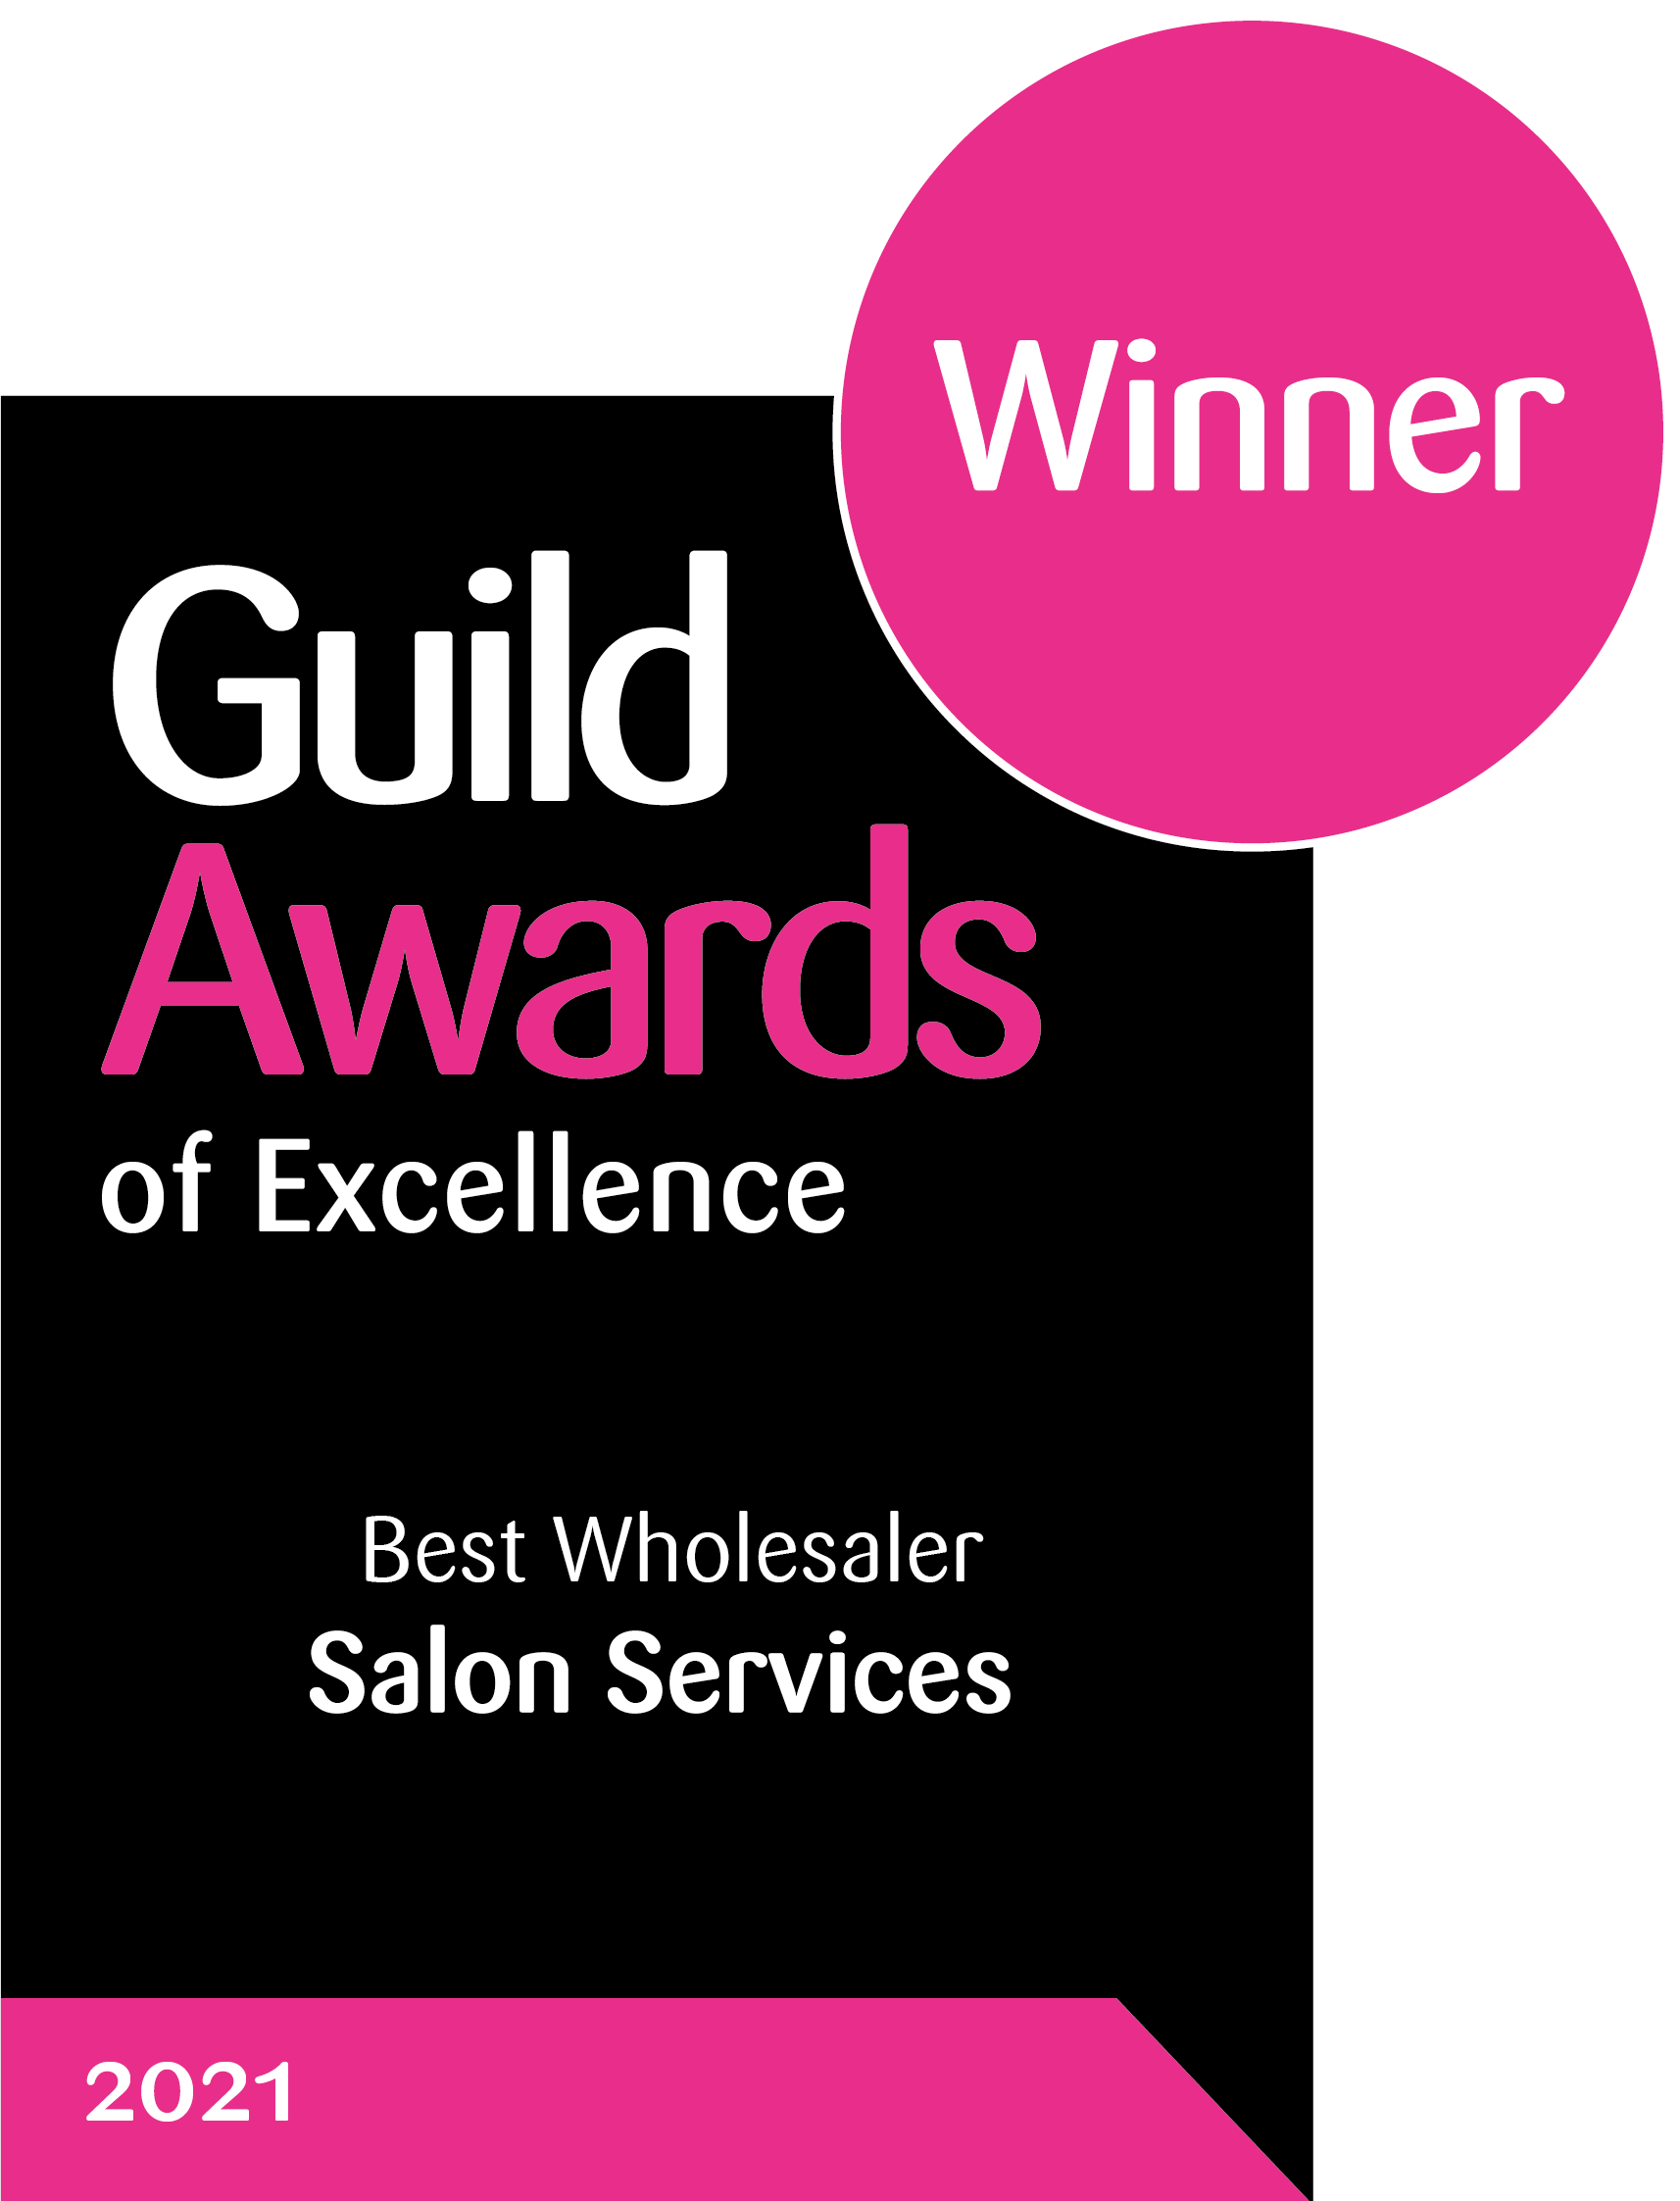 Winner
Guild
Awards
of Excellence
Best Wholesaler
Salon Services
2021